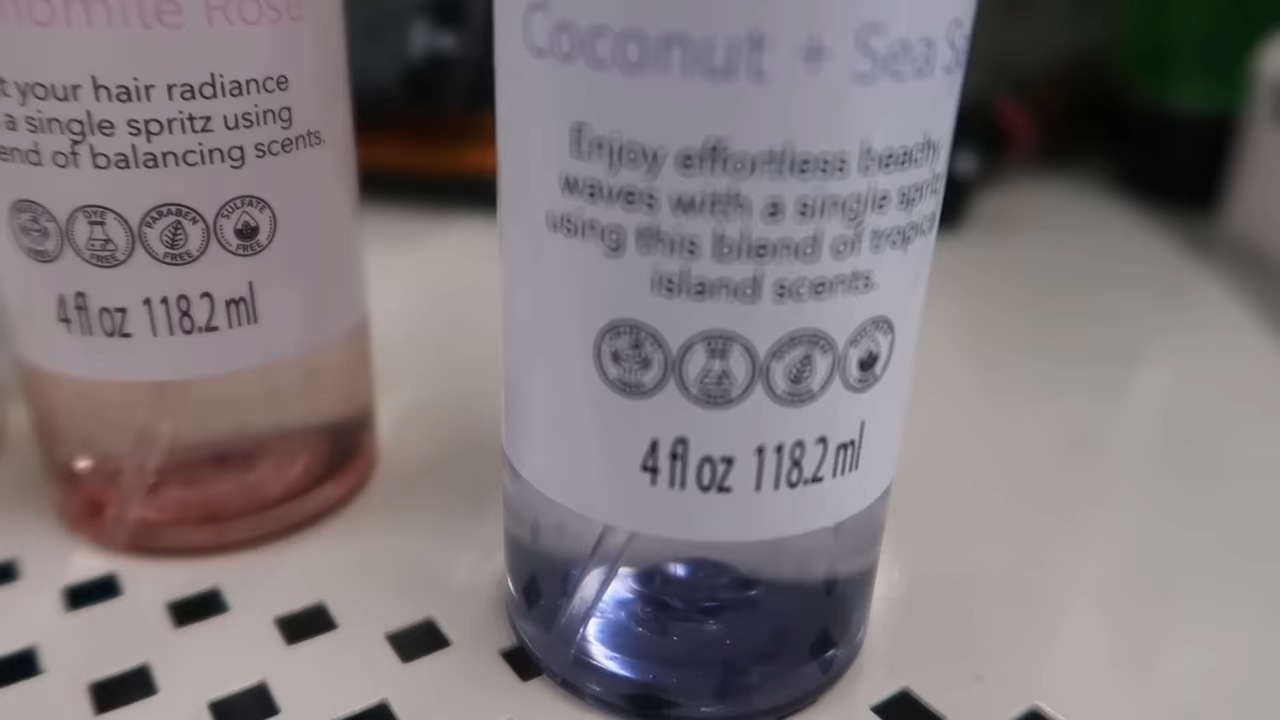 Rose
t your hair radiance
a single spritz using
end of balancing scents.
DYE FREE
PARABEN FREE
SULFATE FREE
4 fl oz 118.2 ml
Coconut + Sea S
Enjoy effortless beachy
waves with a single sprit
using this blend of tropical
island scents.
4 fl oz 118.2 ml